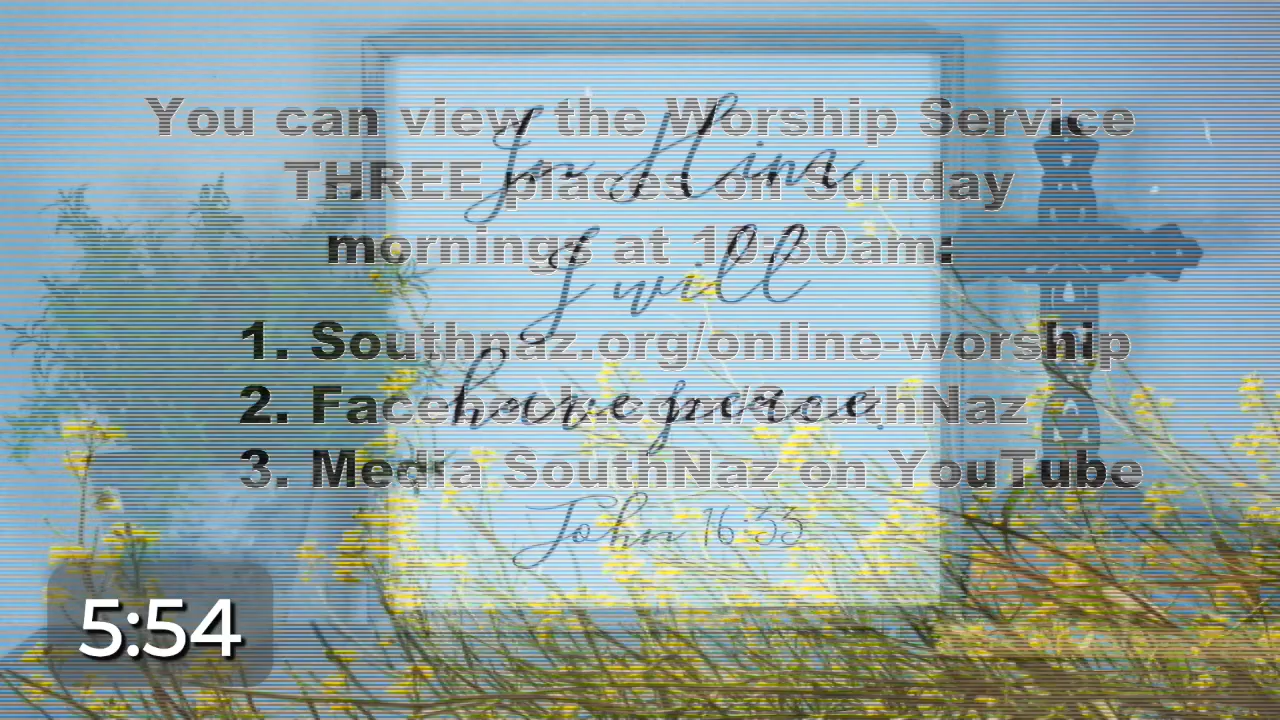 You can view the Worship Service
THREE places on Sunday
mornings at 10:30am:
1. Southnaz.org/online-worship
2. Facebook.com/SouthNaz
3. Media SouthNaz on YouTube
In Him
I will
have peace.
John 16:33
5:54